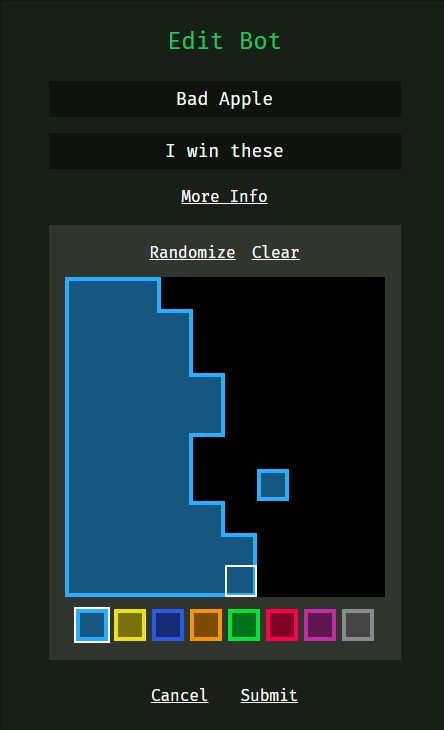 Edit Bot
Bad Apple
I win these
More Info
Randomize Clear
Cancel Submit